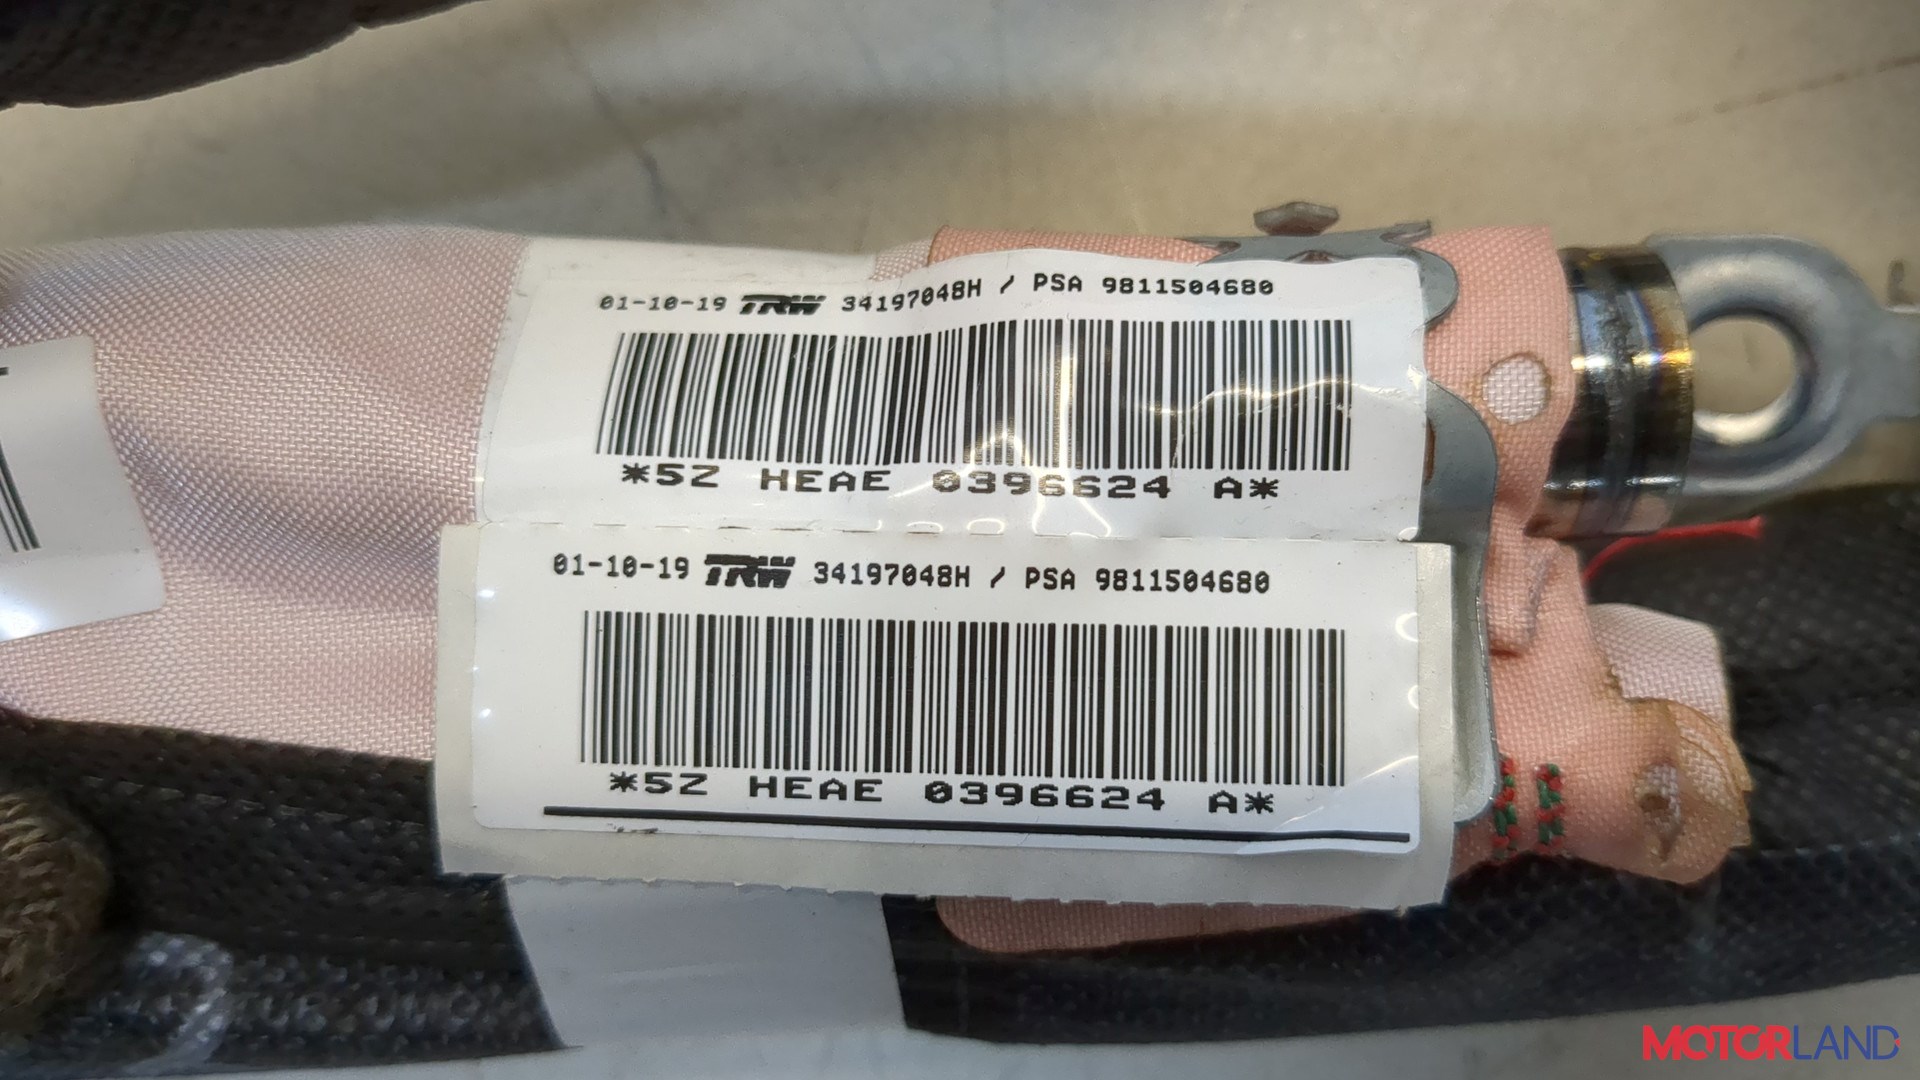 01-10-19 TRW 34197048H / PSA 9811504680
*5Z HEAE 0396624 A*
01-10-19 TRW 34197048H / PSA 9811504680
*5Z HEAE 0396624 A*
MOTORLAND